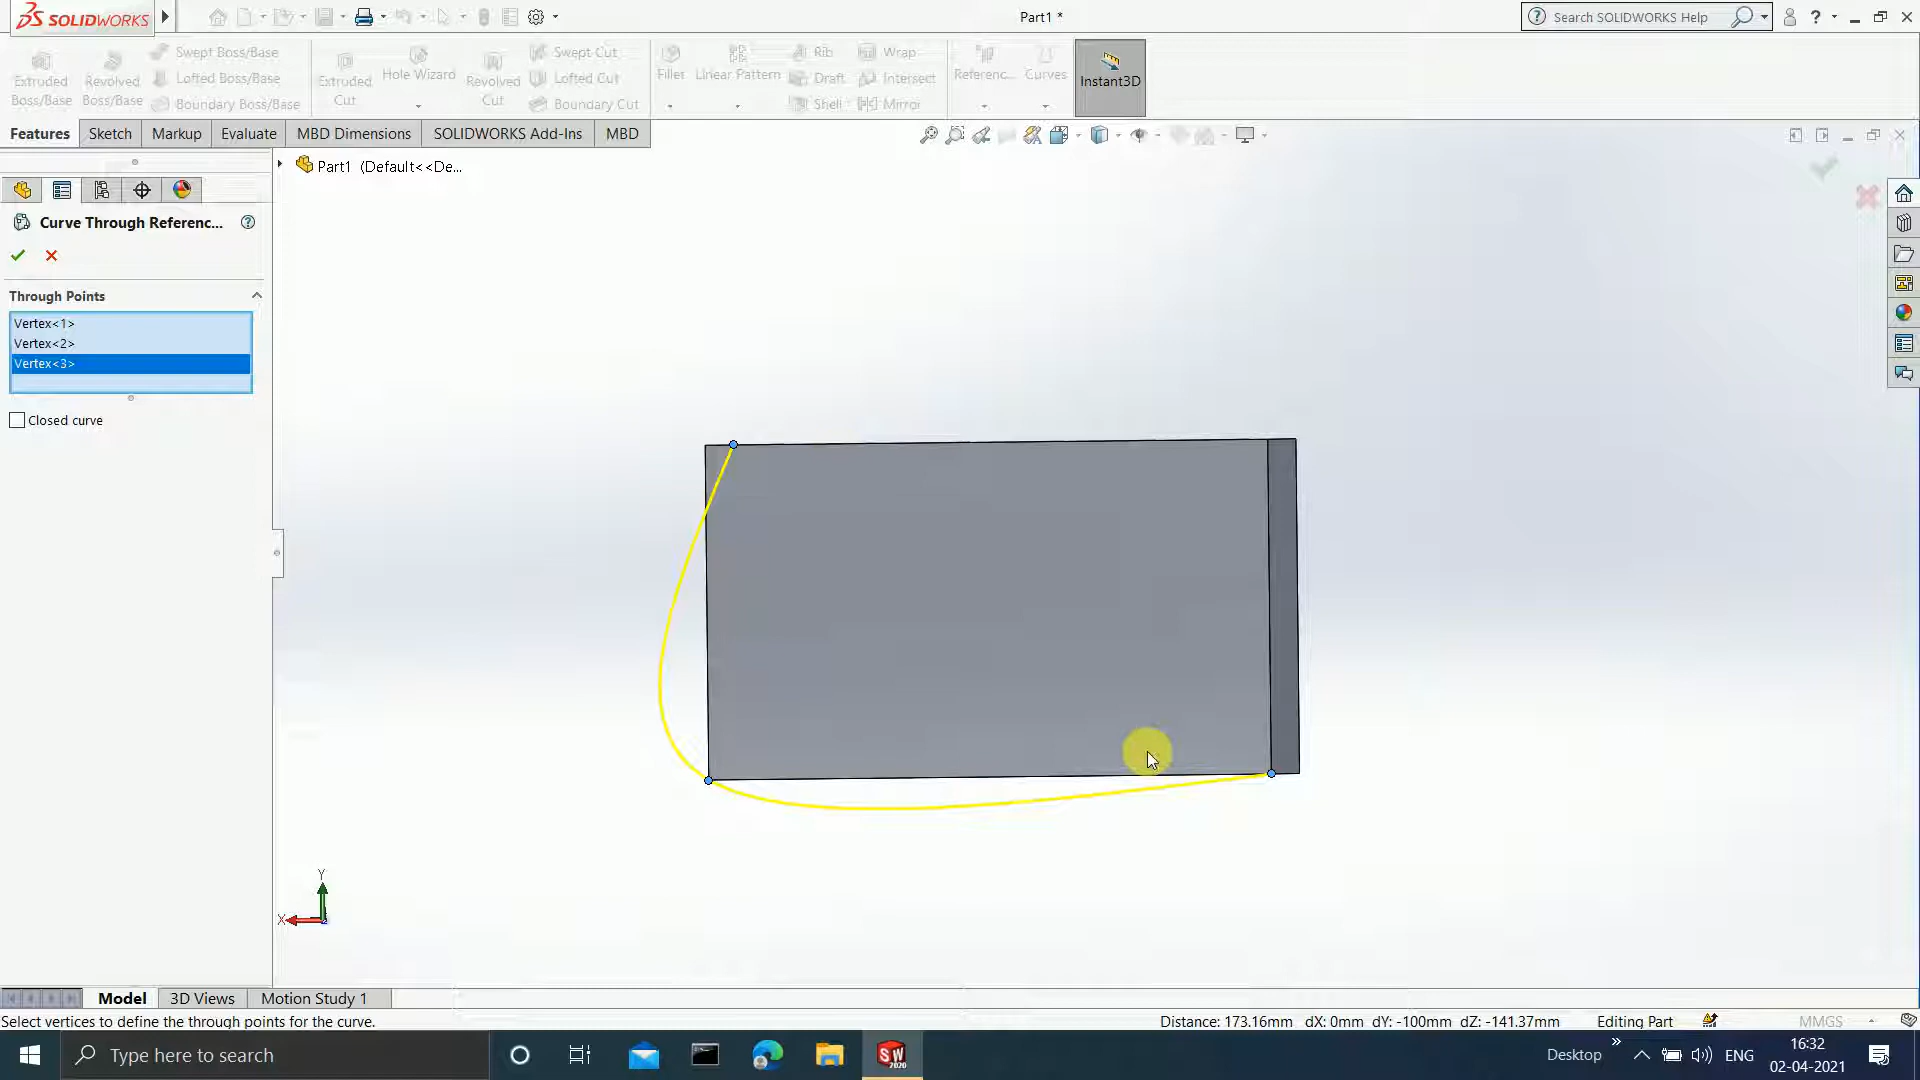 SOLIDWORKS
Part1 *
Search SOLIDWORKS Help
Extruded Boss/Base
Revolved Boss/Base
Swept Boss/Base
Lofted Boss/Base
Boundary Boss/Base
Extruded Cut
Hole Wizard
Revolved Cut
Swept Cut
Lofted Cut
Boundary Cut
Fillet
Linear Pattern
Rib
Draft
Shell
Wrap
Intersect
Mirror
Referenc...
Curves
Instant3D
Features
Sketch
Markup
Evaluate
MBD Dimensions
SOLIDWORKS Add-Ins
MBD
Part1 (Default<<De...
Curve Through Referenc...
Through Points
Vertex<1>
Vertex<2>
Vertex<3>
Closed curve
Y
X
Model
3D Views
Motion Study 1
Select vertices to define the through points for the curve.
Distance: 173.16mm dX: 0mm dY: -100mm dZ: -141.37mm
Editing Part
MMGS
Type here to search
SW
2020
Desktop
ENG
16:32
02-04-2021